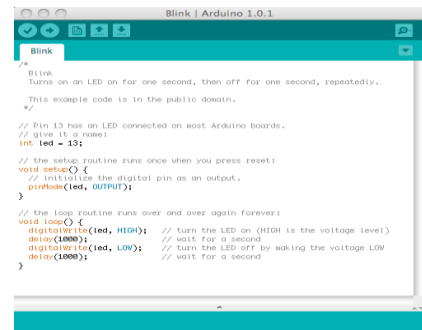 Blink | Arduino 1.0.1
Blink
/*
  Blink
  Turns on an LED on for one second, then off for one second, repeatedly.

  This example code is in the public domain.
 */

// Pin 13 has an LED connected on most Arduino boards.
// give it a name:
int led = 13;

// the setup routine runs once when you press reset:
void setup() {
  // initialize the digital pin as an output.
  pinMode(led, OUTPUT);
}

// the loop routine runs over and over again forever:
void loop() {
  digitalWrite(led, HIGH);   // turn the LED on (HIGH is the voltage level)
  delay(1000);               // wait for a second
  digitalWrite(led, LOW);    // turn the LED off by making the voltage LOW
  delay(1000);               // wait for a second
}